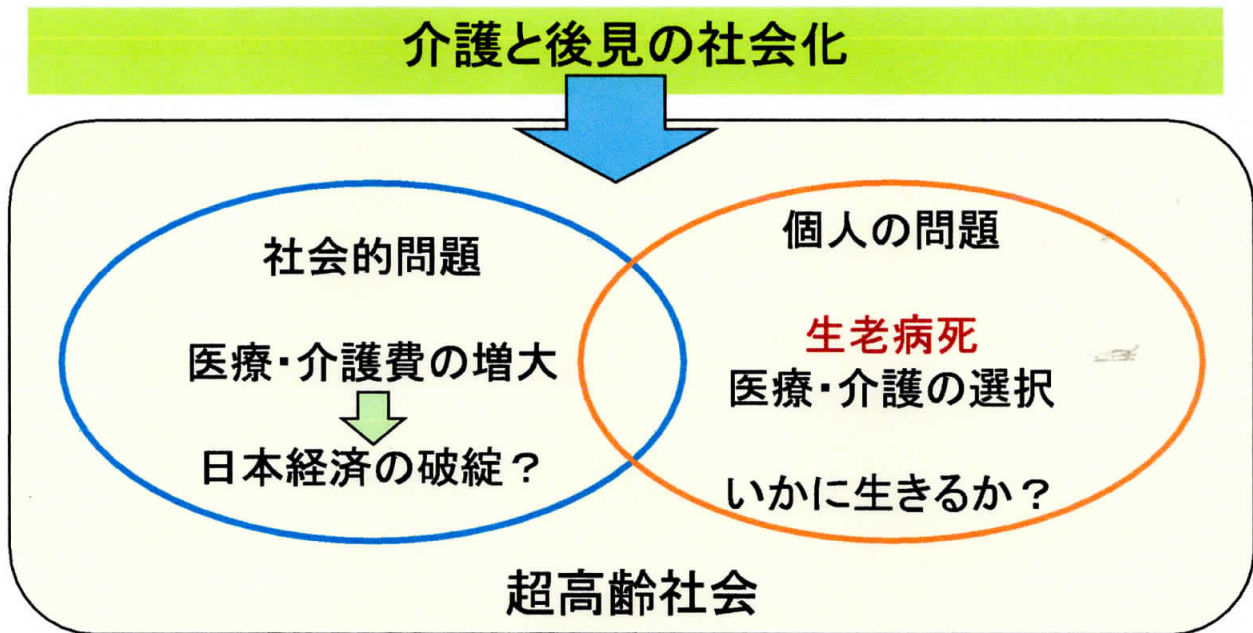 介護と後見の社会化
社会的問題
医療・介護費の増大
日本経済の破綻？
個人の問題
生老病死
医療・介護の選択
いかに生きるか？
超高齢社会